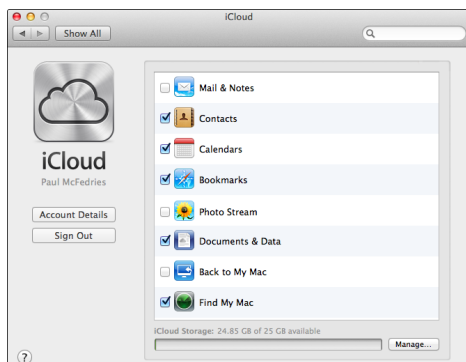 iCloud
Show All
Mail & Notes
Contacts
Calendars
Bookmarks
Photo Stream
Documents & Data
Back to My Mac
Find My Mac
iCloud
Paul McFedries
Account Details
Sign Out
iCloud Storage: 24.85 GB of 25 GB available
Manage...
?